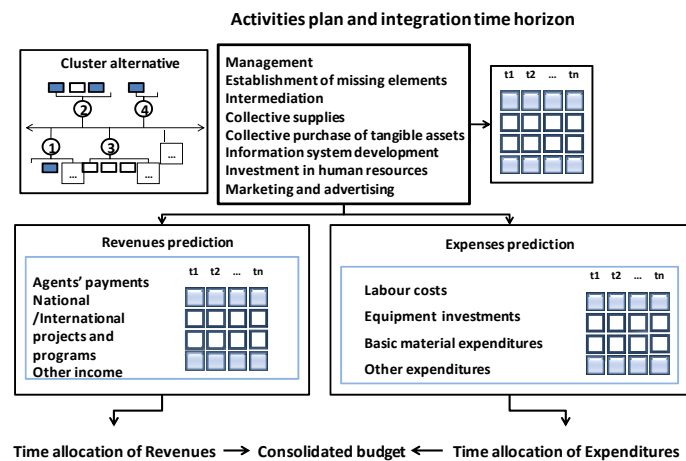 Activities plan and integration time horizon
Cluster alternative
2
4
1
3
...
...
...
Management
Establishment of missing elements
Intermediation
Collective supplies
Collective purchase of tangible assets
Information system development
Investment in human resources
Marketing and advertising
t1 t2 ... tn
Revenues prediction
Agents' payments
National
/International
projects and
programs
Other income
t1 t2 ... tn
Expenses prediction
Labour costs
Equipment investments
Basic material expenditures
Other expenditures
t1 t2 ... tn
Time allocation of Revenues
Consolidated budget
Time allocation of Expenditures